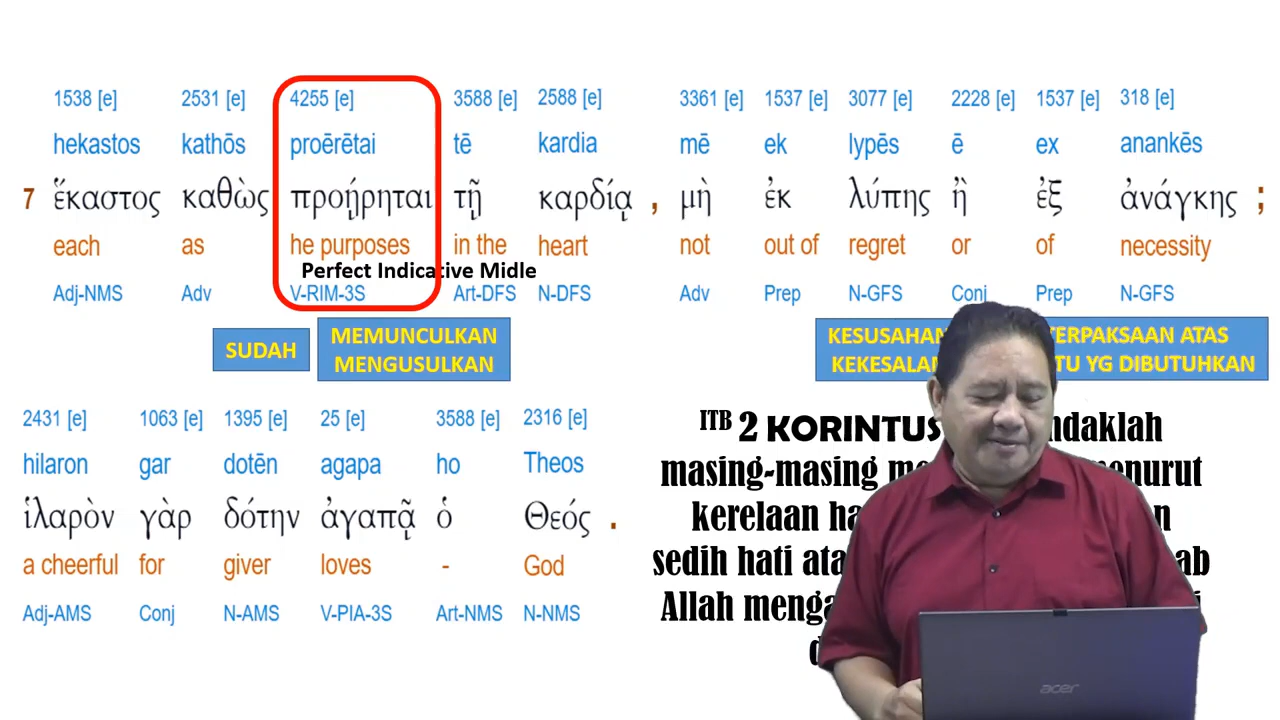 1538 [e] 2531 [e] 4255 [e] 3588 [e] 2588 [e] 3361 [e] 1537 [e] 3077 [e] 2228 [e] 1537 [e] 318 [e]
hekastos kathōs proērētai tē kardia mē ek lypēs ē ex anankēs
7 ἕκαστος καθὼς προῄρηται τῇ καρδίᾳ , μὴ ἐκ λύπης ἢ ἐξ ἀνάγκης ;
each as he purposes in the heart not out of regret or of necessity
Perfect Indicative Midle
Adj-NMS Adv V-RIM-3S Art-DFS N-DFS Adv Prep N-GFS Conj Prep N-GFS
SUDAH
MEMUNCULKAN
MENGUSULKAN
KESUSAHAN
KEKESALAN
ATAS
YG DIBUTUHKAN
2431 [e] 1063 [e] 1395 [e] 25 [e] 3588 [e] 2316 [e]
hilaron gar dotēn agapa ho Theos
ἱλαρὸν γὰρ δότην ἀγαπᾷ ὁ Θεός .
a cheerful for giver loves - God
Adj-AMS Conj N-AMS V-PIA-3S Art-NMS N-NMS
ITB 2 KORINTUS
masing-masing menurut
kerelaan
sedih hati
Allah
acer